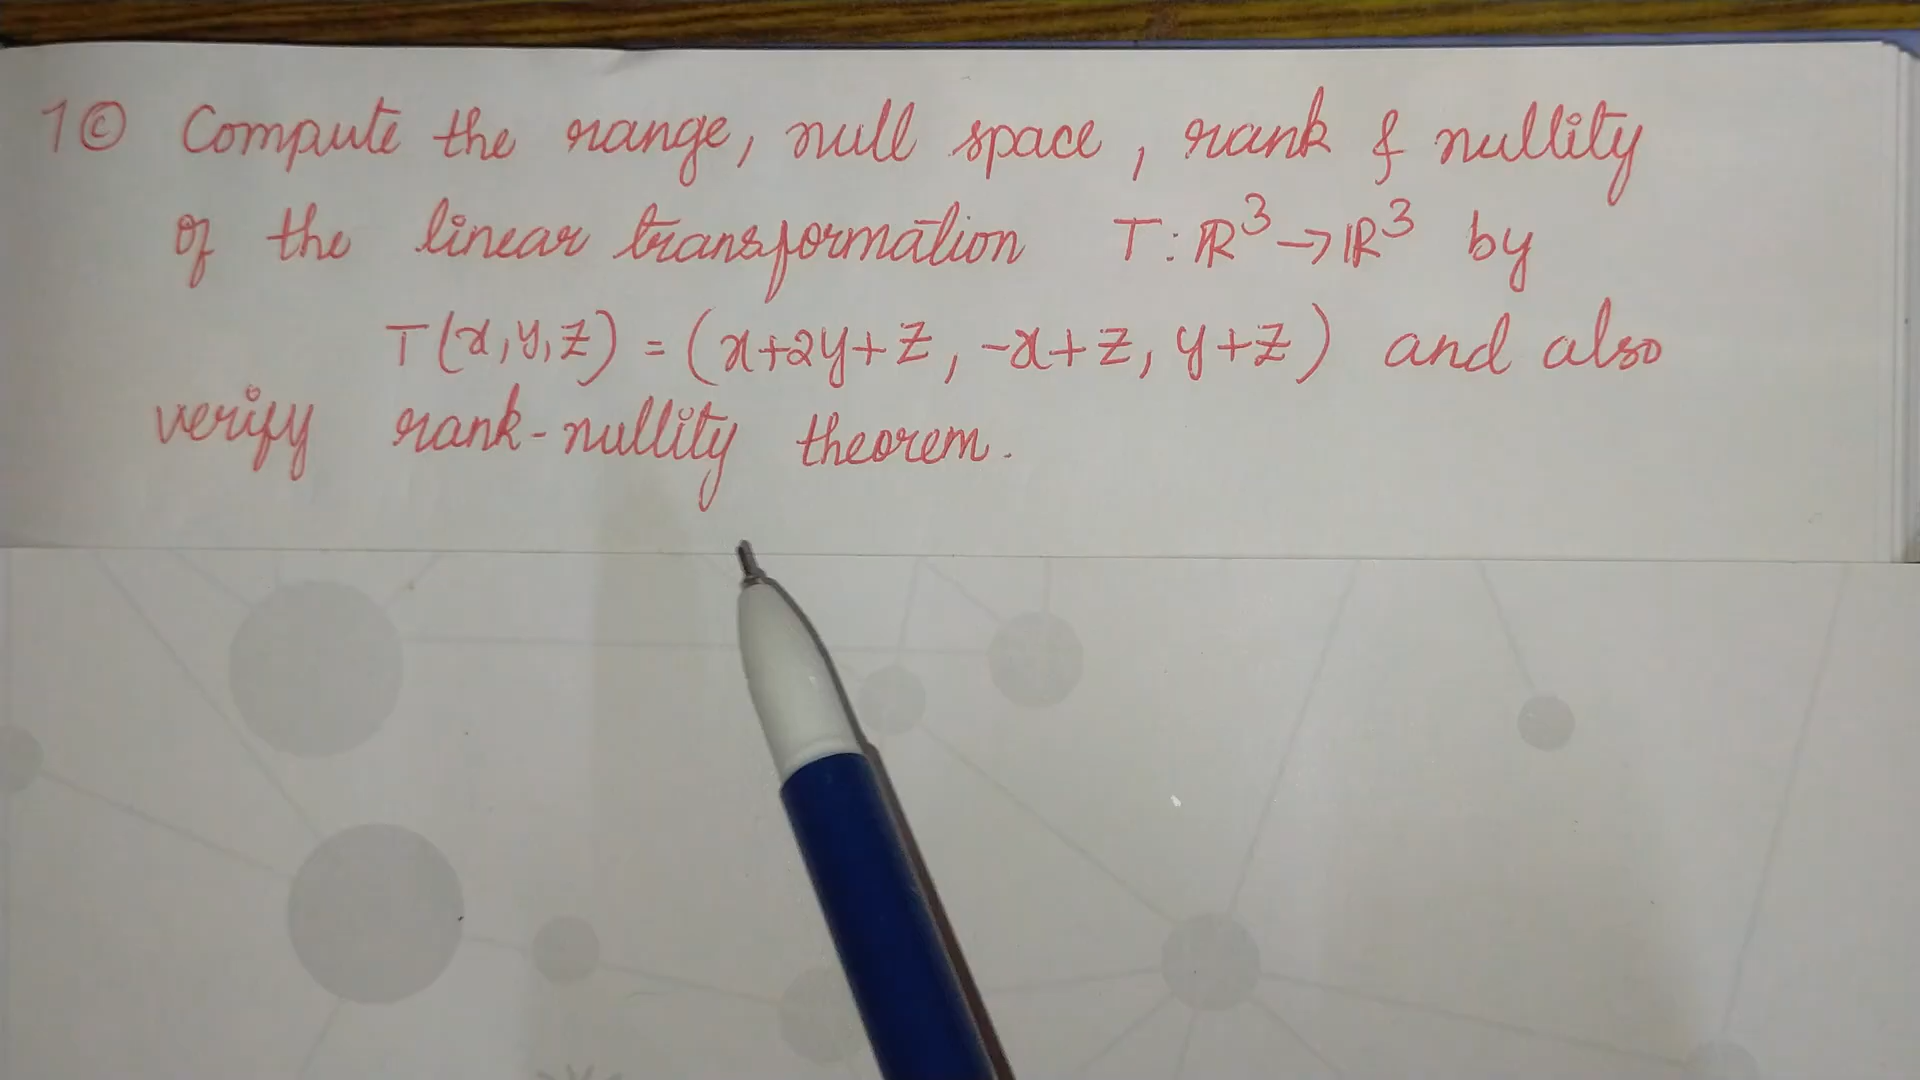 1 © Compute the range, null space, rank & nullity
of the linear transformation T: ℝ³→ℝ³ by
T(x,y,z) = (x+2y+z, -x+z, y+z) and also
verify rank-nullity theorem.